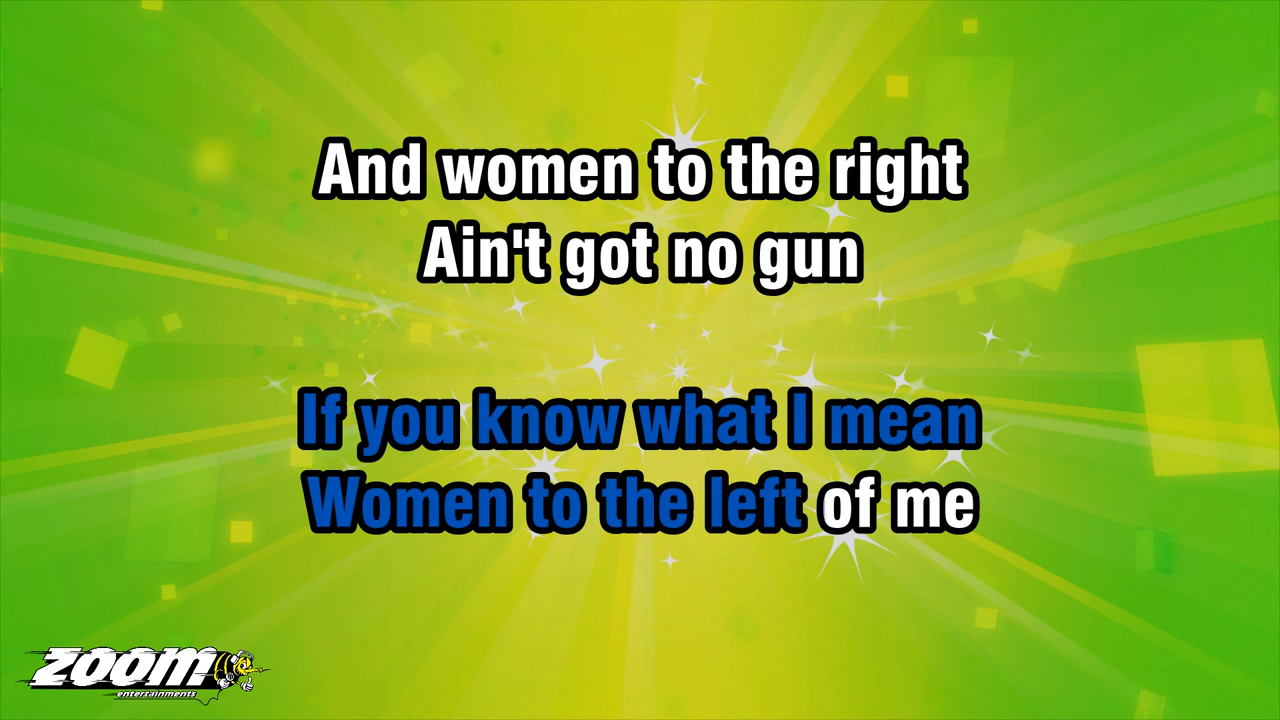 And women to the right
Ain't got no gun
If you know what I mean
Women to the left of me
ZOOM
entertainments